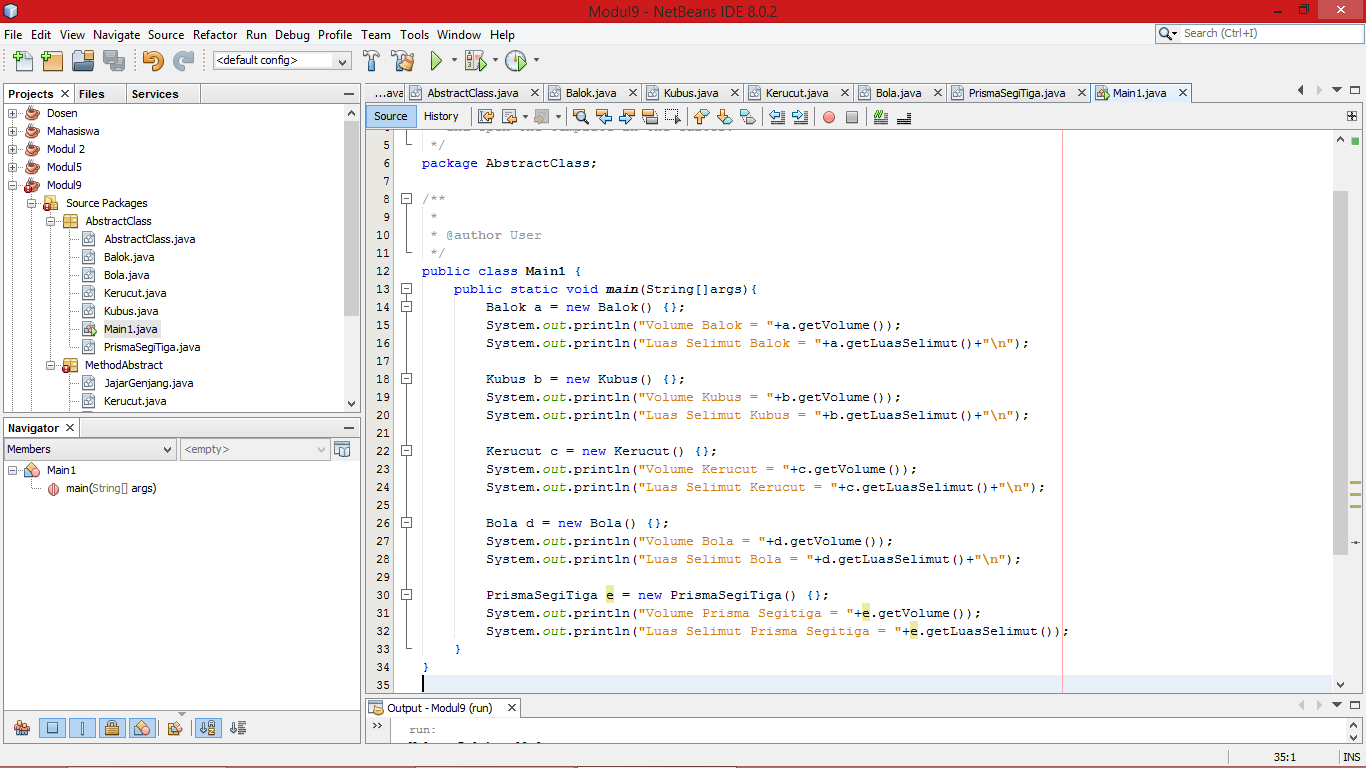 Modul9 - NetBeans IDE 8.0.2
File Edit View Navigate Source Refactor Run Debug Profile Team Tools Window Help
Search (Ctrl+I)
<default config>
Projects Files Services
Dosen
Mahasiswa
Modul 2
Modul5
Modul9
Source Packages
AbstractClass
AbstractClass.java
Balok.java
Bola.java
Kerucut.java
Kubus.java
Main1.java
PrismaSegiTiga.java
MethodAbstract
JajarGenjang.java
Kerucut.java
Navigator
Members <empty>
Main1
main(String[] args)
...ava AbstractClass.java Balok.java Kubus.java Kerucut.java Bola.java PrismaSegiTiga.java Main1.java
Source History
5 */
6 package AbstractClass;
7
8 /**
9 *
10 * @author User
11 */
12 public class Main1 {
13 public static void main(String[]args){
14 Balok a = new Balok() {};
15 System.out.println("Volume Balok = "+a.getVolume());
16 System.out.println("Luas Selimut Balok = "+a.getLuasSelimut()+"\n");
17
18 Kubus b = new Kubus() {};
19 System.out.println("Volume Kubus = "+b.getVolume());
20 System.out.println("Luas Selimut Kubus = "+b.getLuasSelimut()+"\n");
21
22 Kerucut c = new Kerucut() {};
23 System.out.println("Volume Kerucut = "+c.getVolume());
24 System.out.println("Luas Selimut Kerucut = "+c.getLuasSelimut()+"\n");
25
26 Bola d = new Bola() {};
27 System.out.println("Volume Bola = "+d.getVolume());
28 System.out.println("Luas Selimut Bola = "+d.getLuasSelimut()+"\n");
29
30 PrismaSegiTiga e = new PrismaSegiTiga() {};
31 System.out.println("Volume Prisma Segitiga = "+e.getVolume());
32 System.out.println("Luas Selimut Prisma Segitiga = "+e.getLuasSelimut());
33 }
34 }
35
Output - Modul9 (run)
run:
35:1 INS